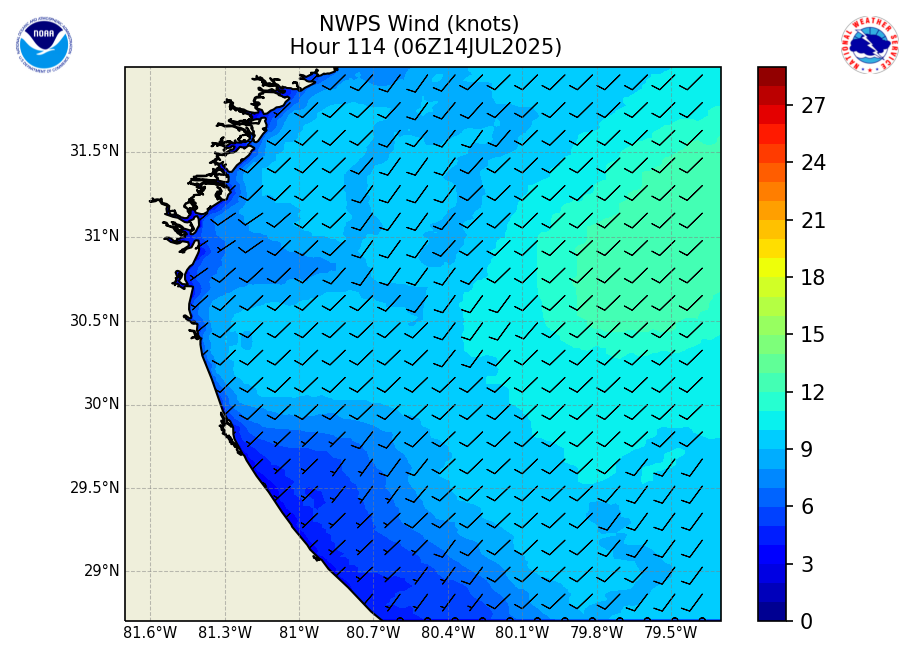 NWPS Wind (knots)
Hour 114 (06Z14JUL2025)
NOAA
NATIONAL WEATHER SERVICE
31.5°N
31°N
30.5°N
30°N
29.5°N
29°N
81.6°W 81.3°W 81°W 80.7°W 80.4°W 80.1°W 79.8°W 79.5°W
27
24
21
18
15
12
9
6
3
0